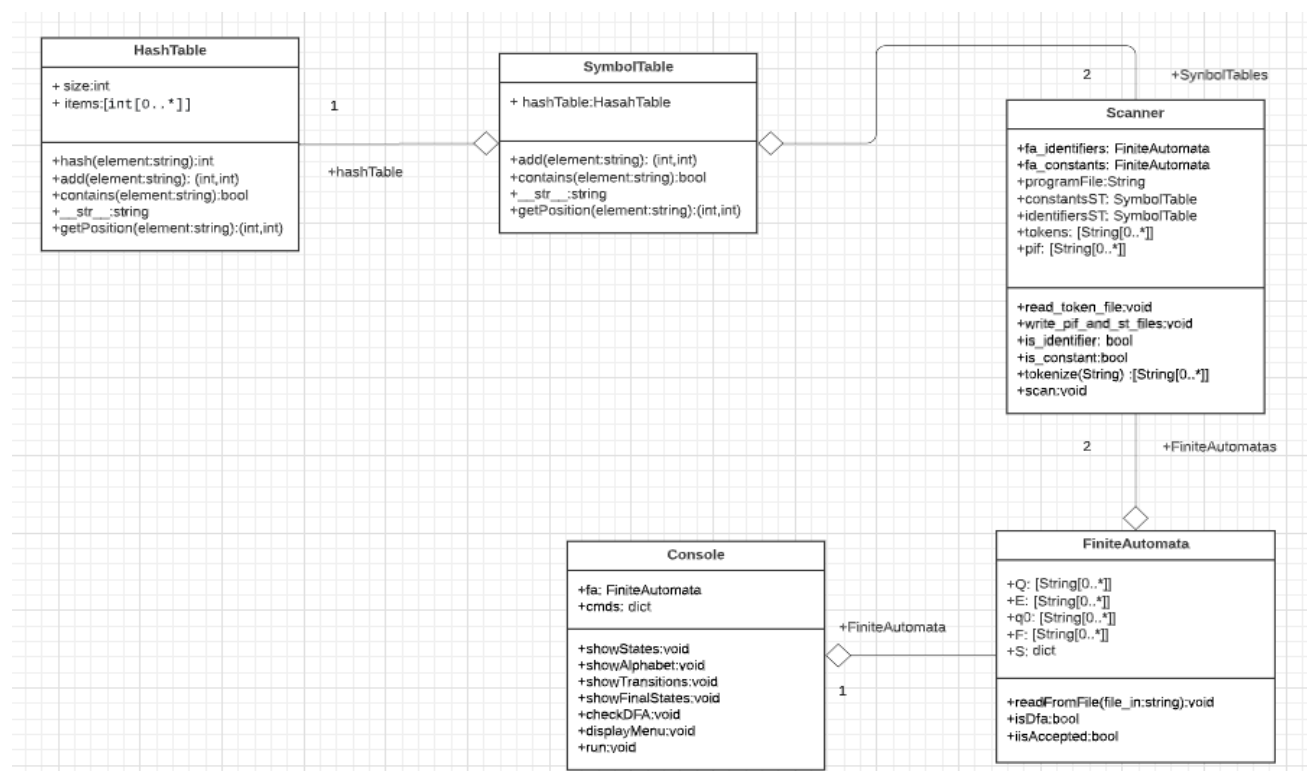 HashTable
+ size:int
+ items:[int[0..*]]
+hash(element:string):int
+add(element:string): (int,int)
+contains(element:string):bool
+__str__:string
+getPosition(element:string):(int,int)
1
+hashTable
SymbolTable
+ hashTable:HasahTable
+add(element:string): (int,int)
+contains(element:string):bool
+__str__:string
+getPosition(element:string):(int,int)
2
+SynbolTables
Scanner
+fa_identifiers: FiniteAutomata
+fa_constants: FiniteAutomata
+programFile:String
+constantsST: SymbolTable
+identifiersST: SymbolTable
+tokens: [String[0..*]]
+pif: [String[0..*]]
+read_token_file:void
+write_pif_and_st_files:void
+is_identifier: bool
+is_constant:bool
+tokenize(String) :[String[0..*]]
+scan:void
2
+FiniteAutomatas
Console
+fa: FiniteAutomata
+cmds: dict
+showStates:void
+showAlphabet:void
+showTransitions:void
+showFinalStates:void
+checkDFA:void
+displayMenu:void
+run:void
+FiniteAutomata
1
FiniteAutomata
+Q: [String[0..*]]
+E: [String[0..*]]
+q0: [String[0..*]]
+F: [String[0..*]]
+S: dict
+readFromFile(file_in:string):void
+isDfa:bool
+iisAccepted:bool